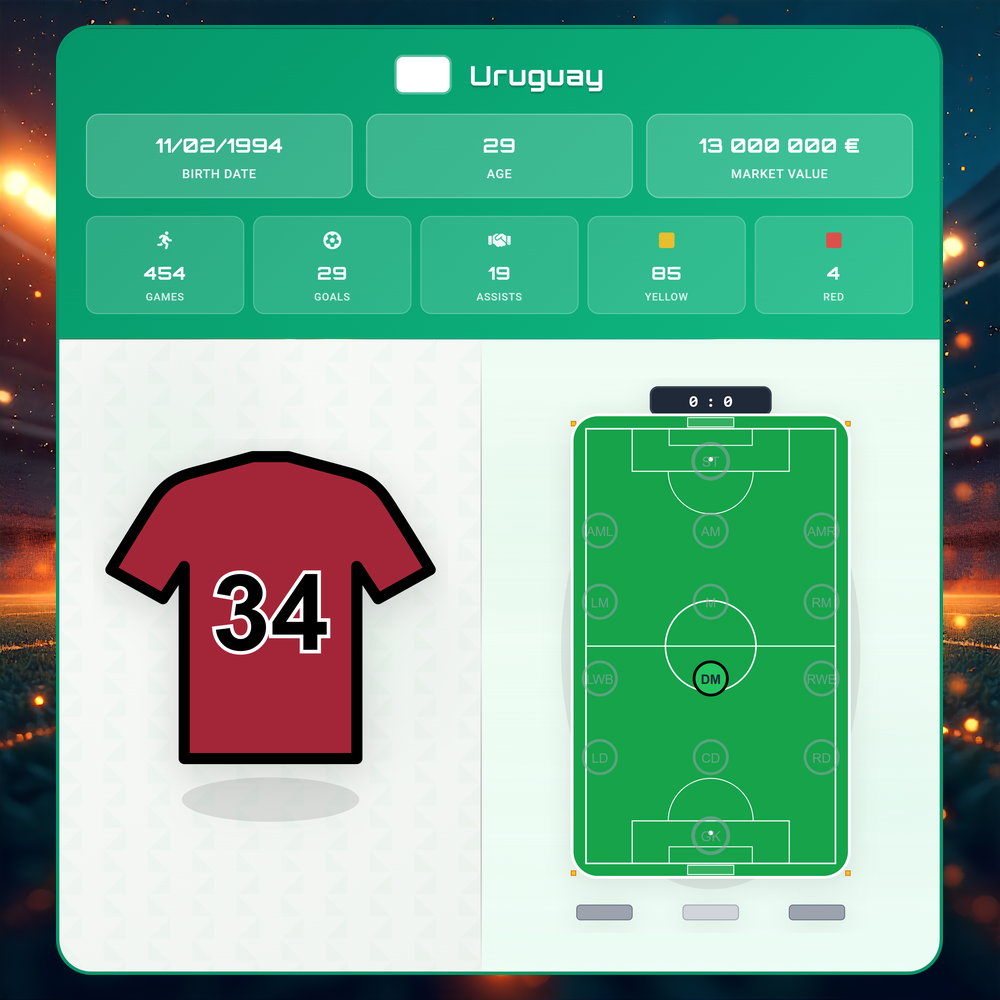 Uruguay
11/02/1994
BIRTH DATE
29
AGE
13 000 000 €
MARKET VALUE
454
GAMES
29
GOALS
19
ASSISTS
85
YELLOW
4
RED
34
0 : 0
ST
AML
AM
AMR
LM
M
RM
LWB
DM
RWB
LD
CD
RD
GK